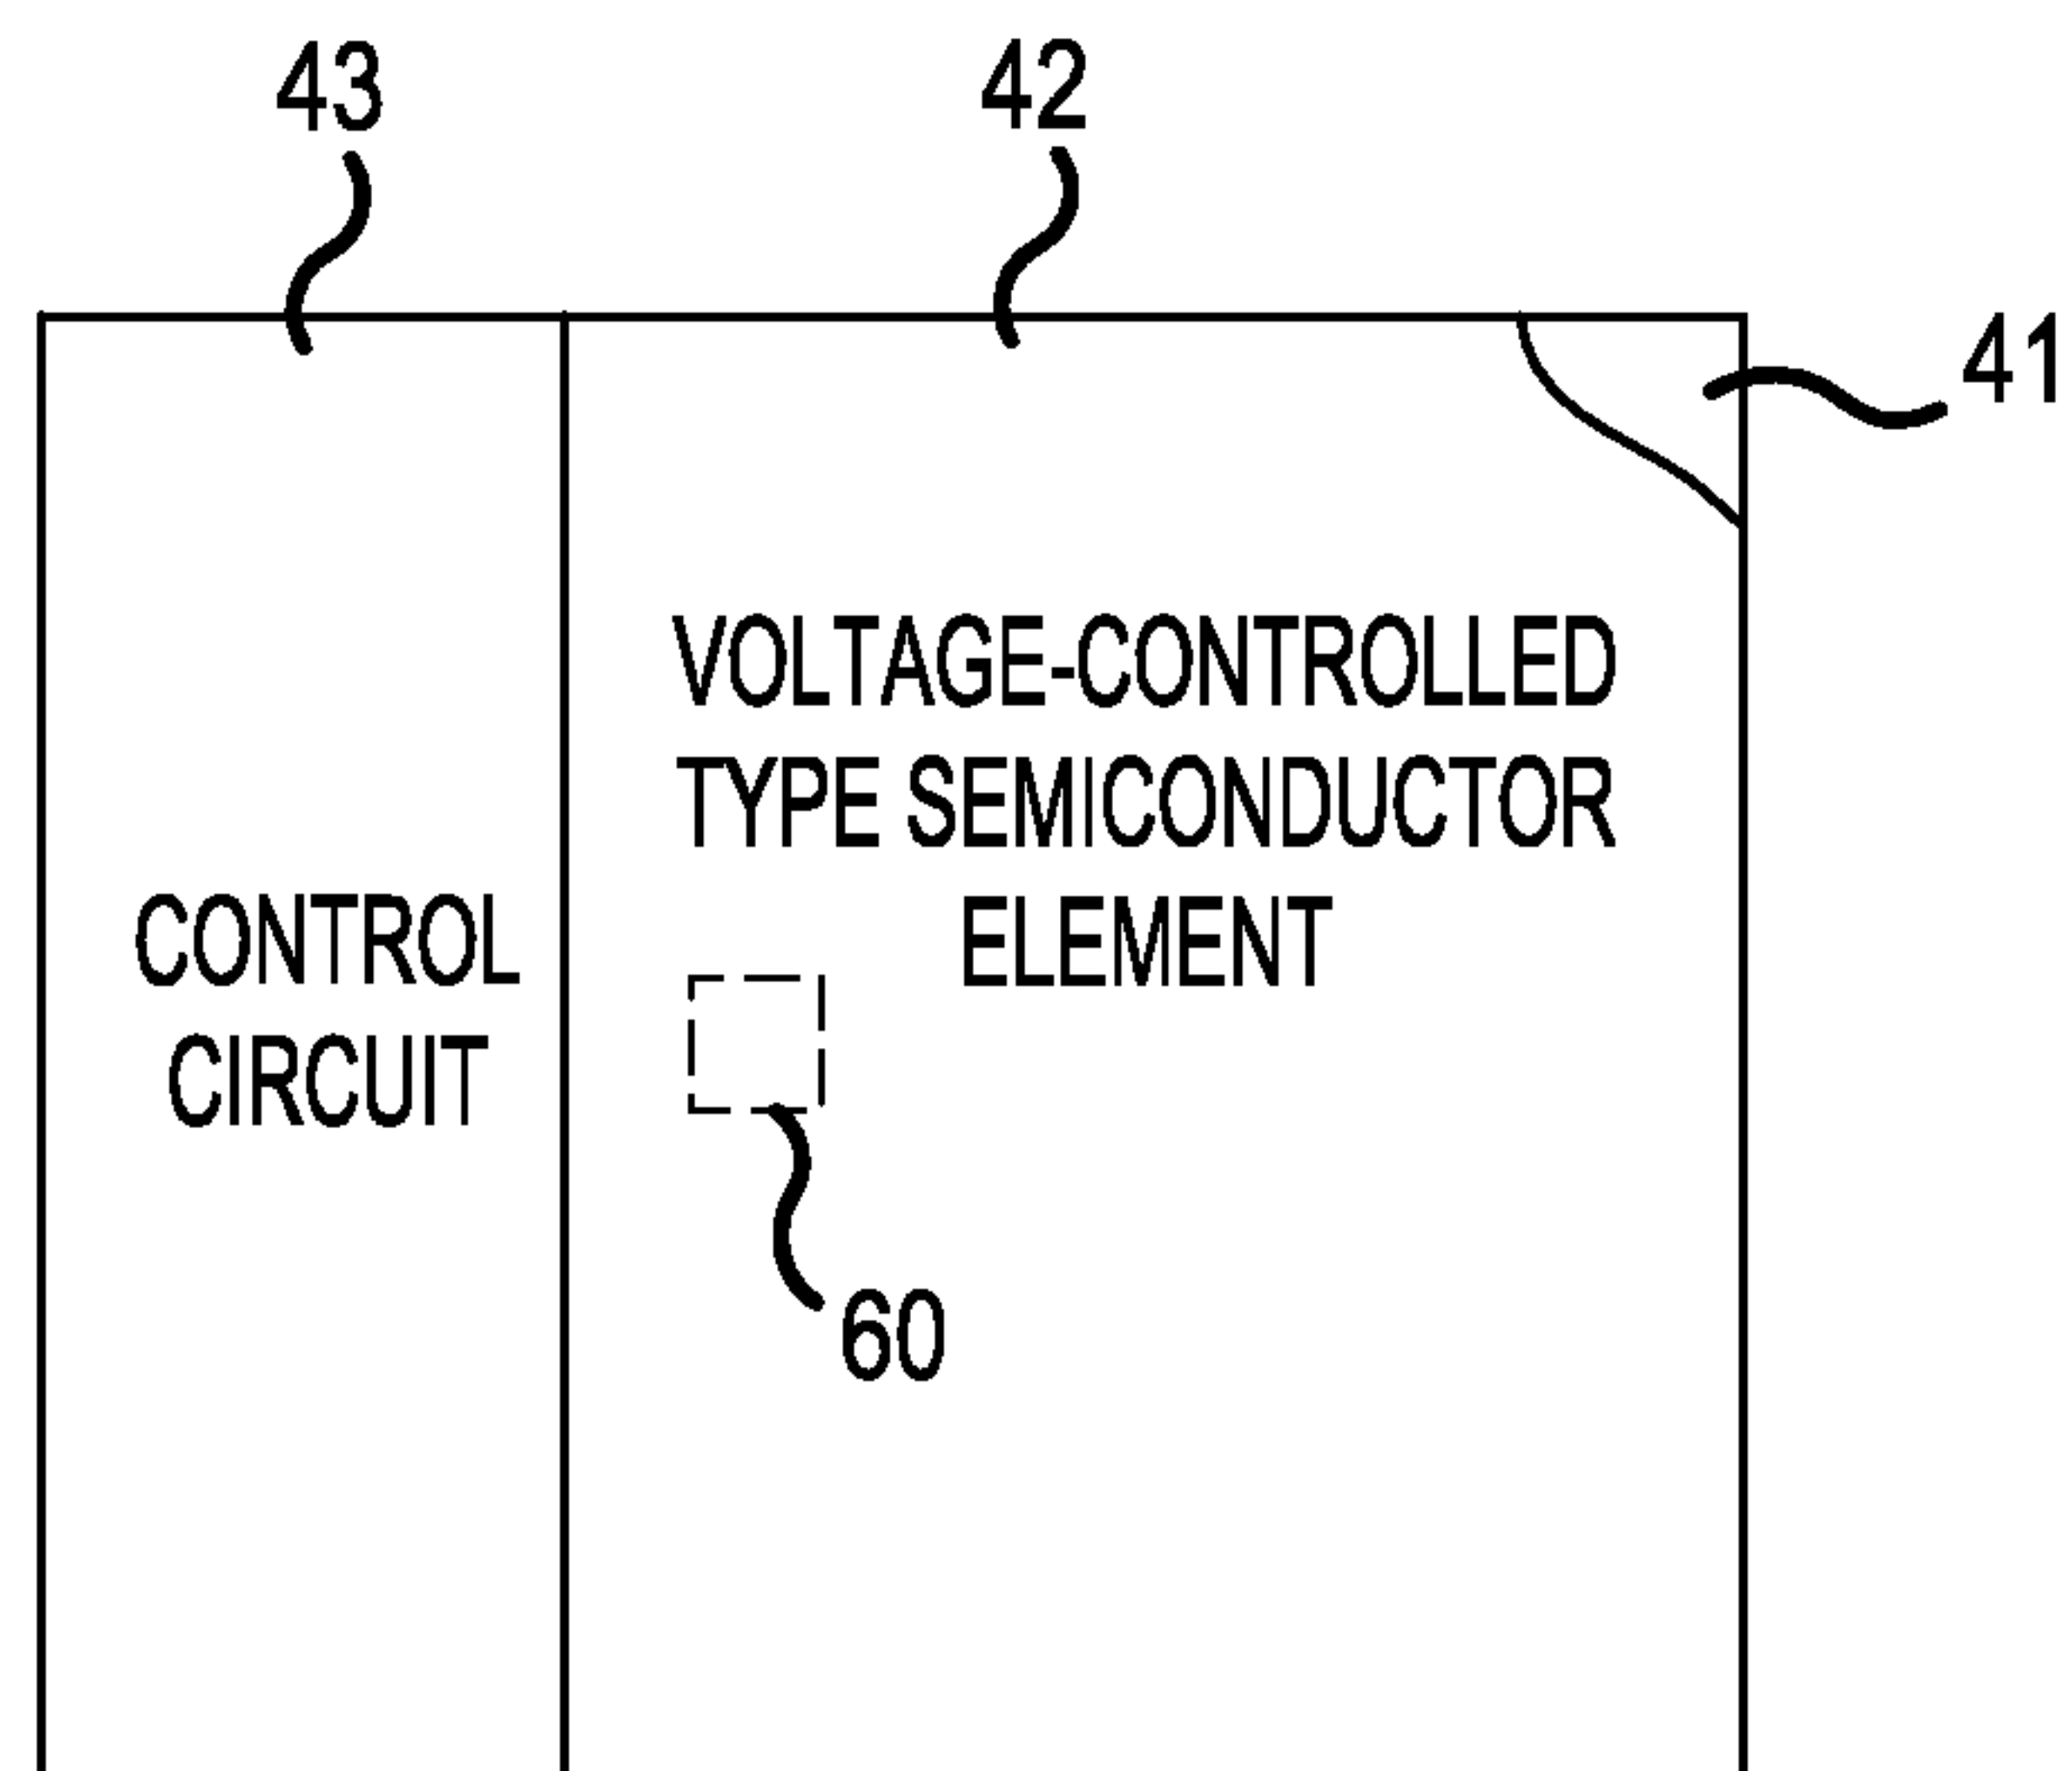 43
42
41
VOLTAGE-CONTROLLED
TYPE SEMICONDUCTOR
ELEMENT
CONTROL
CIRCUIT
60